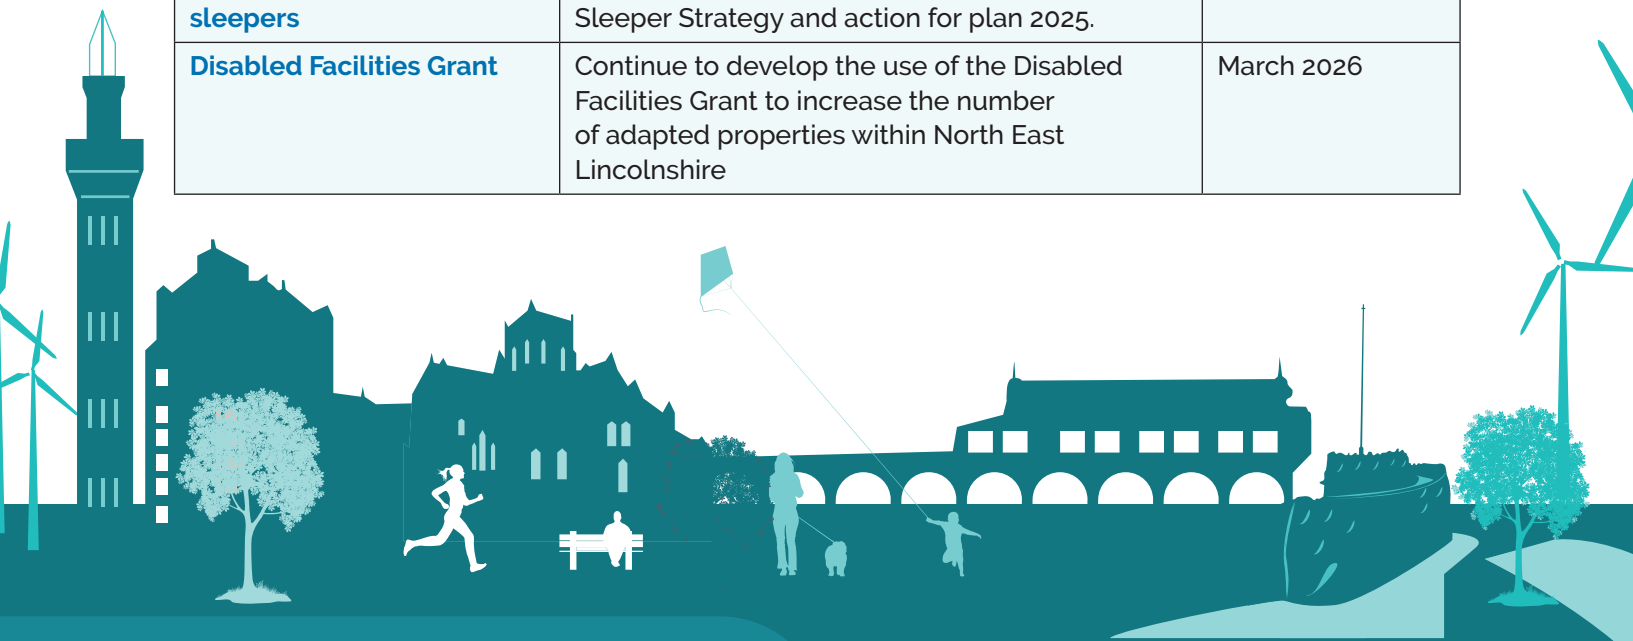 sleepers
Sleeper Strategy and action for plan 2025.
Disabled Facilities Grant
Continue to develop the use of the Disabled
Facilities Grant to increase the number
of adapted properties within North East
Lincolnshire
March 2026